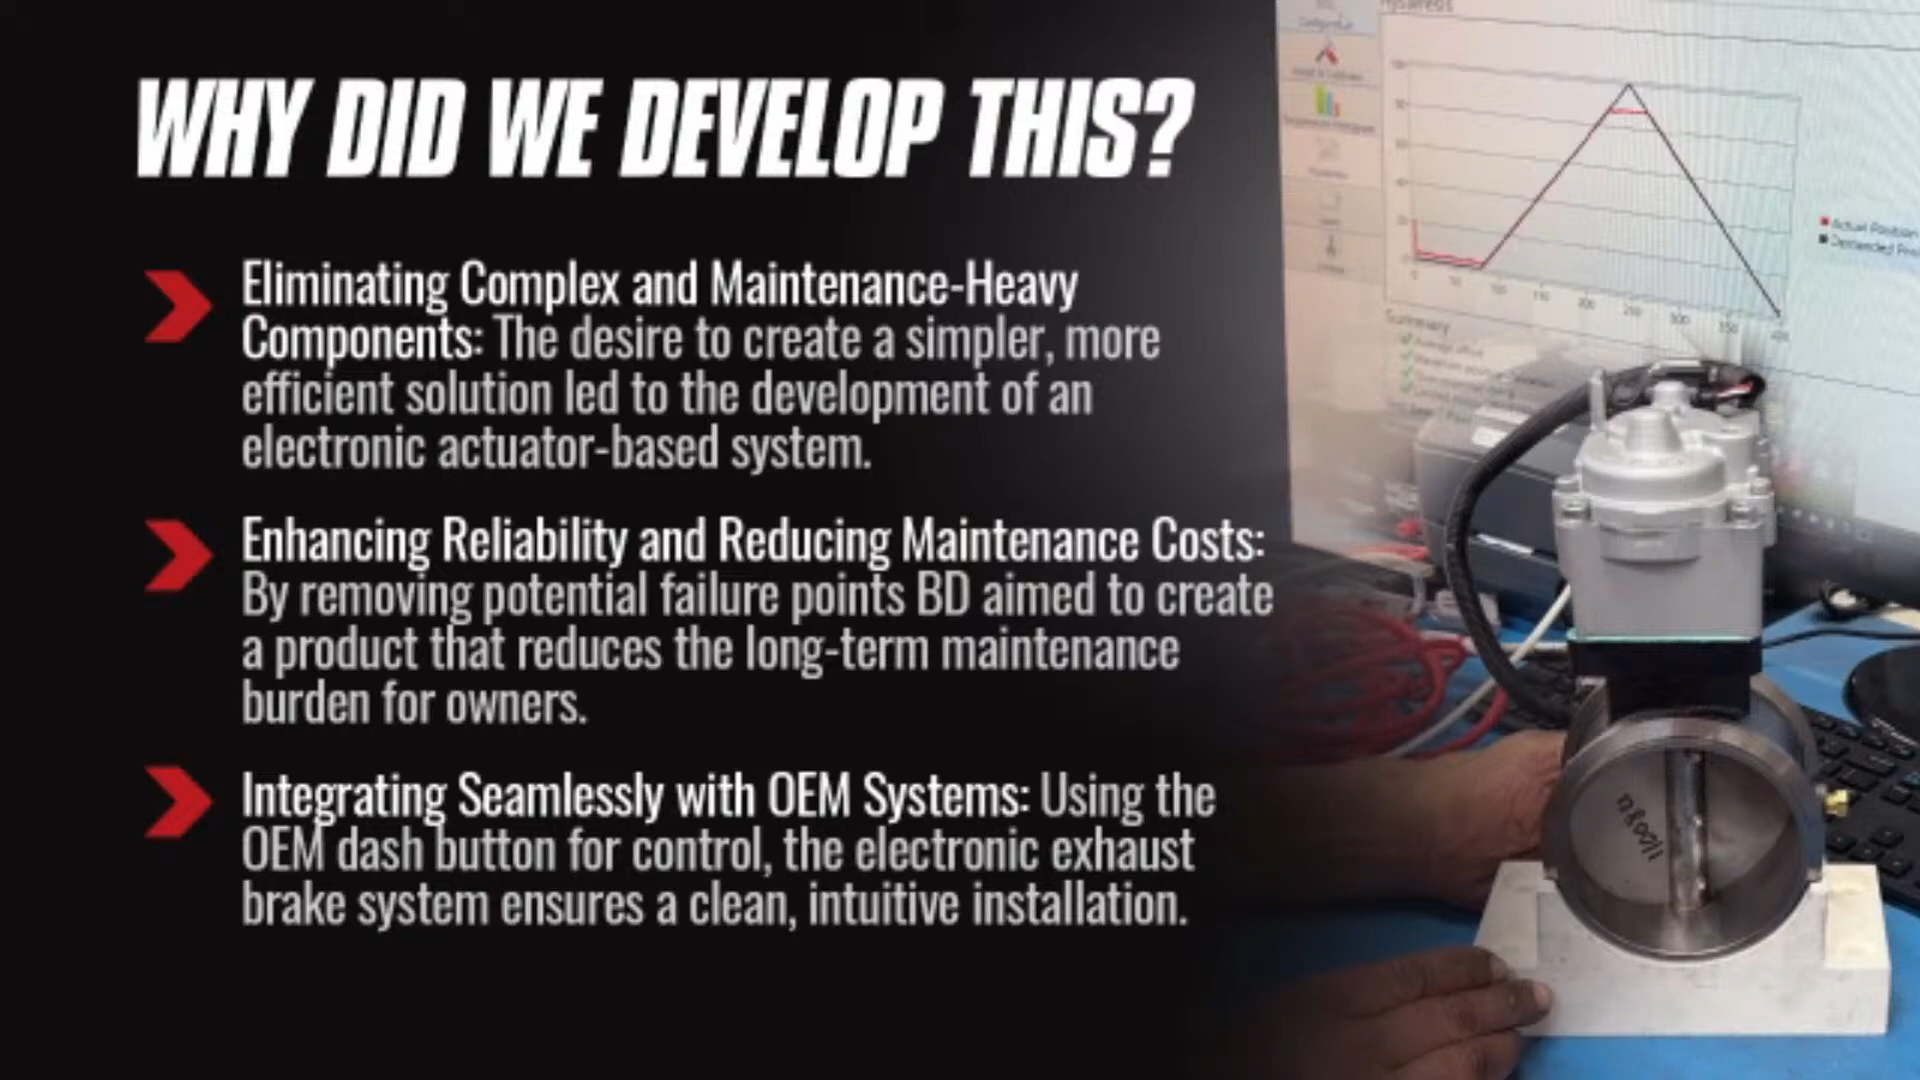 WHY DID WE DEVELOP THIS?
Eliminating Complex and Maintenance-Heavy
Components: The desire to create a simpler, more
efficient solution led to the development of an
electronic actuator-based system.
Enhancing Reliability and Reducing Maintenance Costs:
By removing potential failure points BD aimed to create
a product that reduces the long-term maintenance
burden for owners.
Integrating Seamlessly with OEM Systems: Using the
OEM dash button for control, the electronic exhaust
brake system ensures a clean, intuitive installation.
Actual Position
Summary